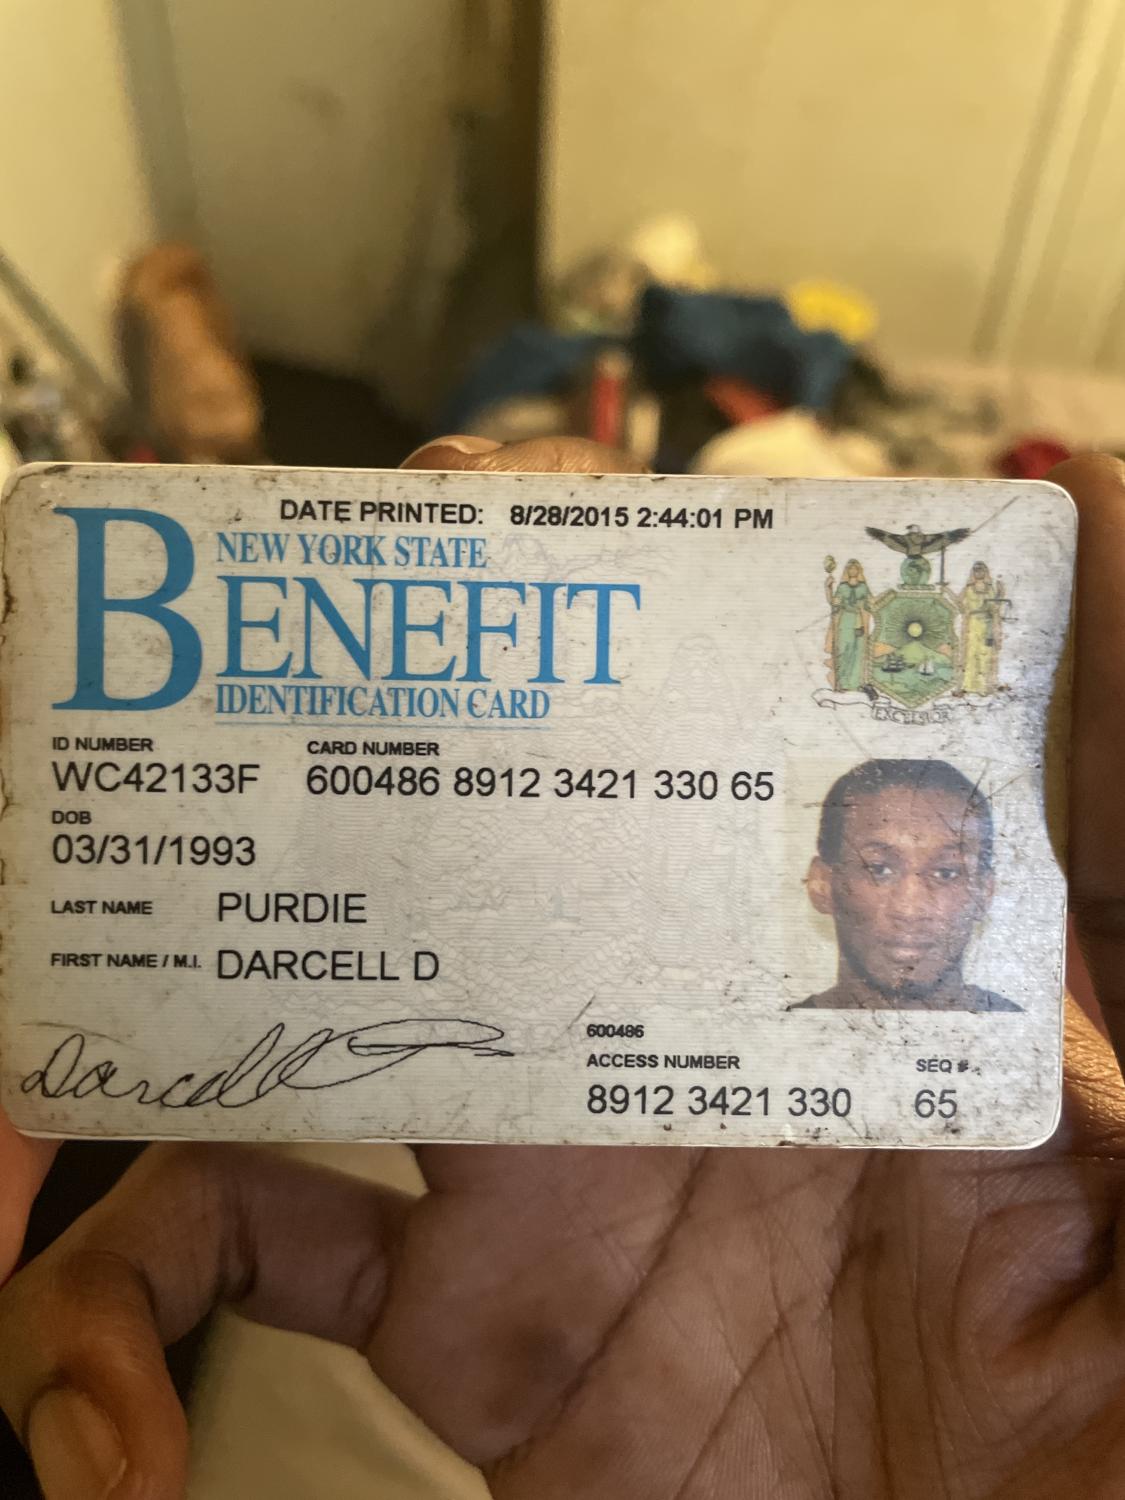 DATE PRINTED: 8/28/2015 2:44:01 PM
NEW YORK STATE
BENEFIT
IDENTIFICATION CARD
EXCELSIOR
ID NUMBER CARD NUMBER
WC42133F 600486 8912 3421 330 65
DOB
03/31/1993
LAST NAME PURDIE
FIRST NAME / M.I. DARCELL D
Darcell
600486
ACCESS NUMBER SEQ #
8912 3421 330 65